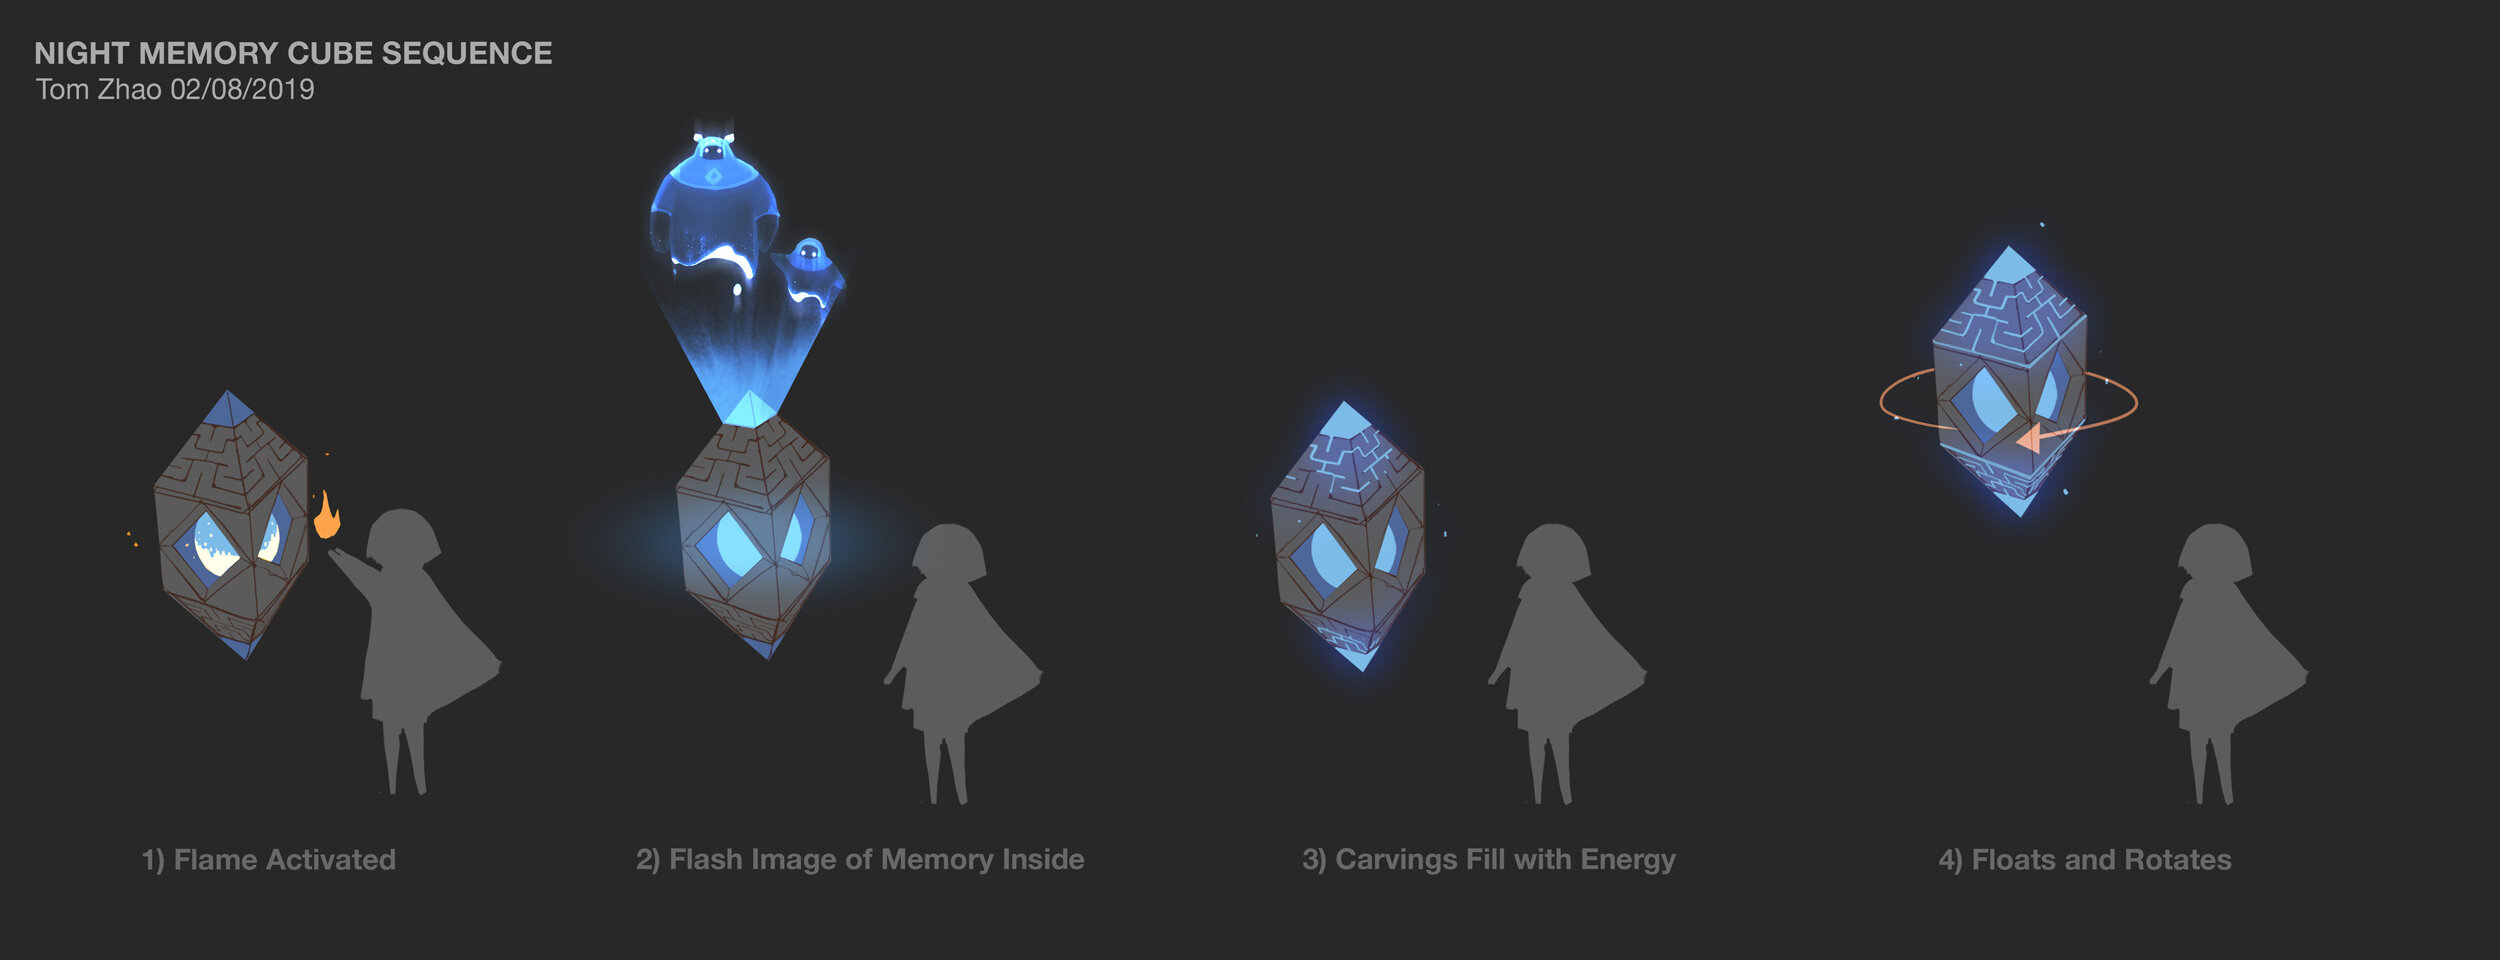 NIGHT MEMORY CUBE SEQUENCE
Tom Zhao 02/08/2019
1) Flame Activated
2) Flash Image of Memory Inside
3) Carvings Fill with Energy
4) Floats and Rotates